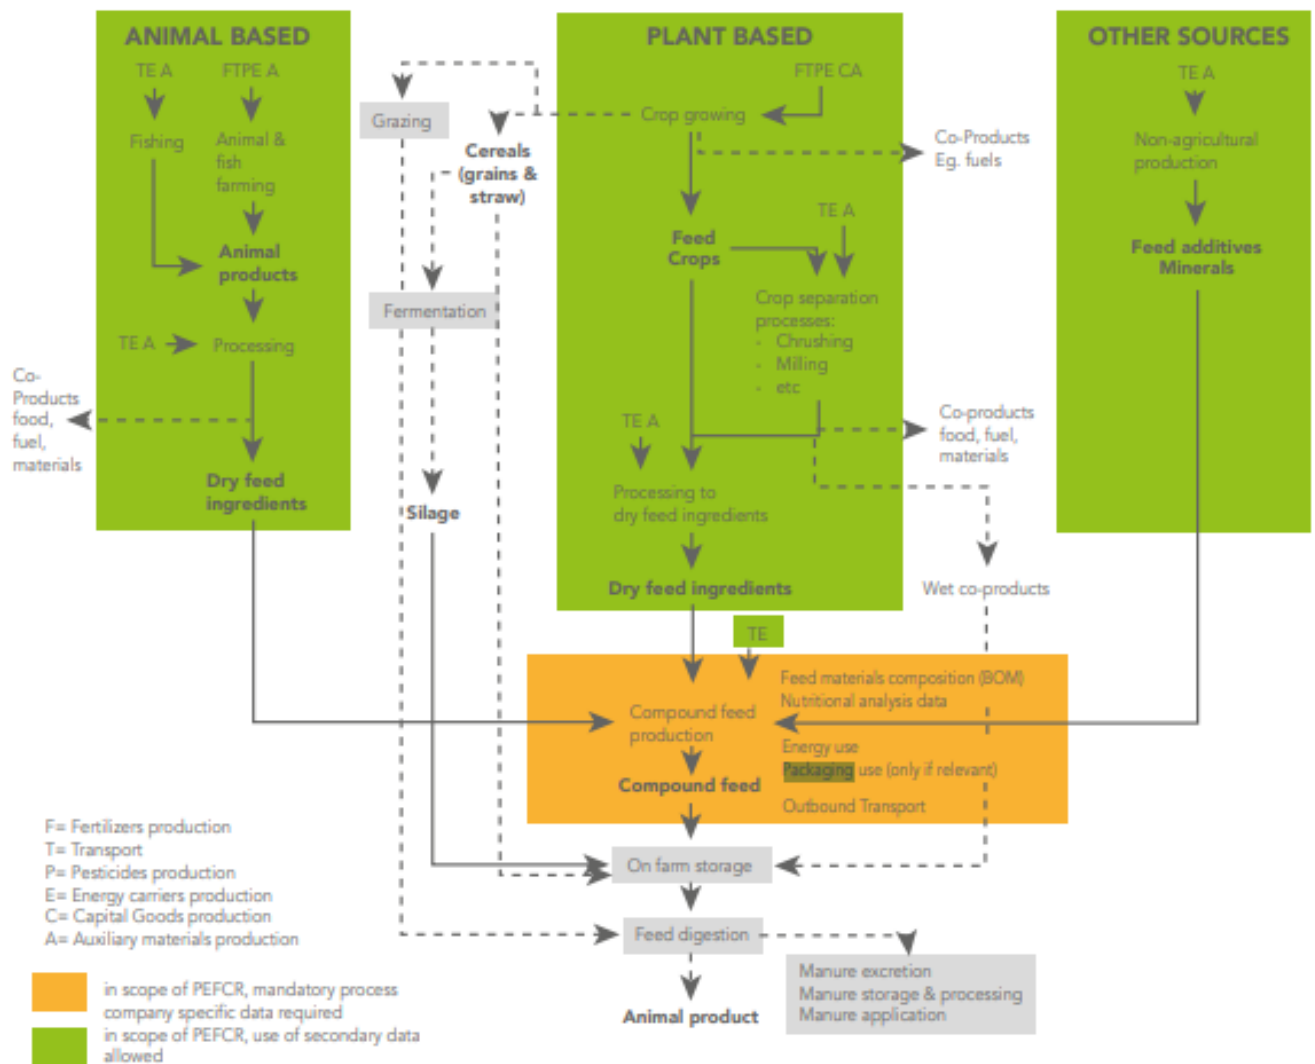 ANIMAL BASED
TE A
FTPE A
Fishing
Animal &
fish
farming
Animal
products
TE A
Processing
Co-
Products
food,
fuel,
materials
Dry feed
ingredients
Grazing
Cereals
(grains &
straw)
Fermentation
Silage
PLANT BASED
FTPE CA
Crop growing
Co-Products
Eg. fuels
TE A
Feed
Crops
Crop separation
processes:
- Chrushing
- Milling
- etc
TE A
Co-products
food, fuel,
materials
Processing to
dry feed ingredients
Dry feed ingredients
Wet co-products
OTHER SOURCES
TE A
Non-agricultural
production
Feed additives
Minerals
TE
Feed materials composition (BOM)
Nutritional analysis data
Compound feed
production
Energy use
Packaging use (only if relevant)
Compound feed
Outbound Transport
On farm storage
Feed digestion
Manure excretion
Manure storage & processing
Manure application
Animal product
F= Fertilizers production
T= Transport
P= Pesticides production
E= Energy carriers production
C= Capital Goods production
A= Auxiliary materials production
in scope of PEFCR, mandatory process
company specific data required
in scope of PEFCR, use of secondary data
allowed